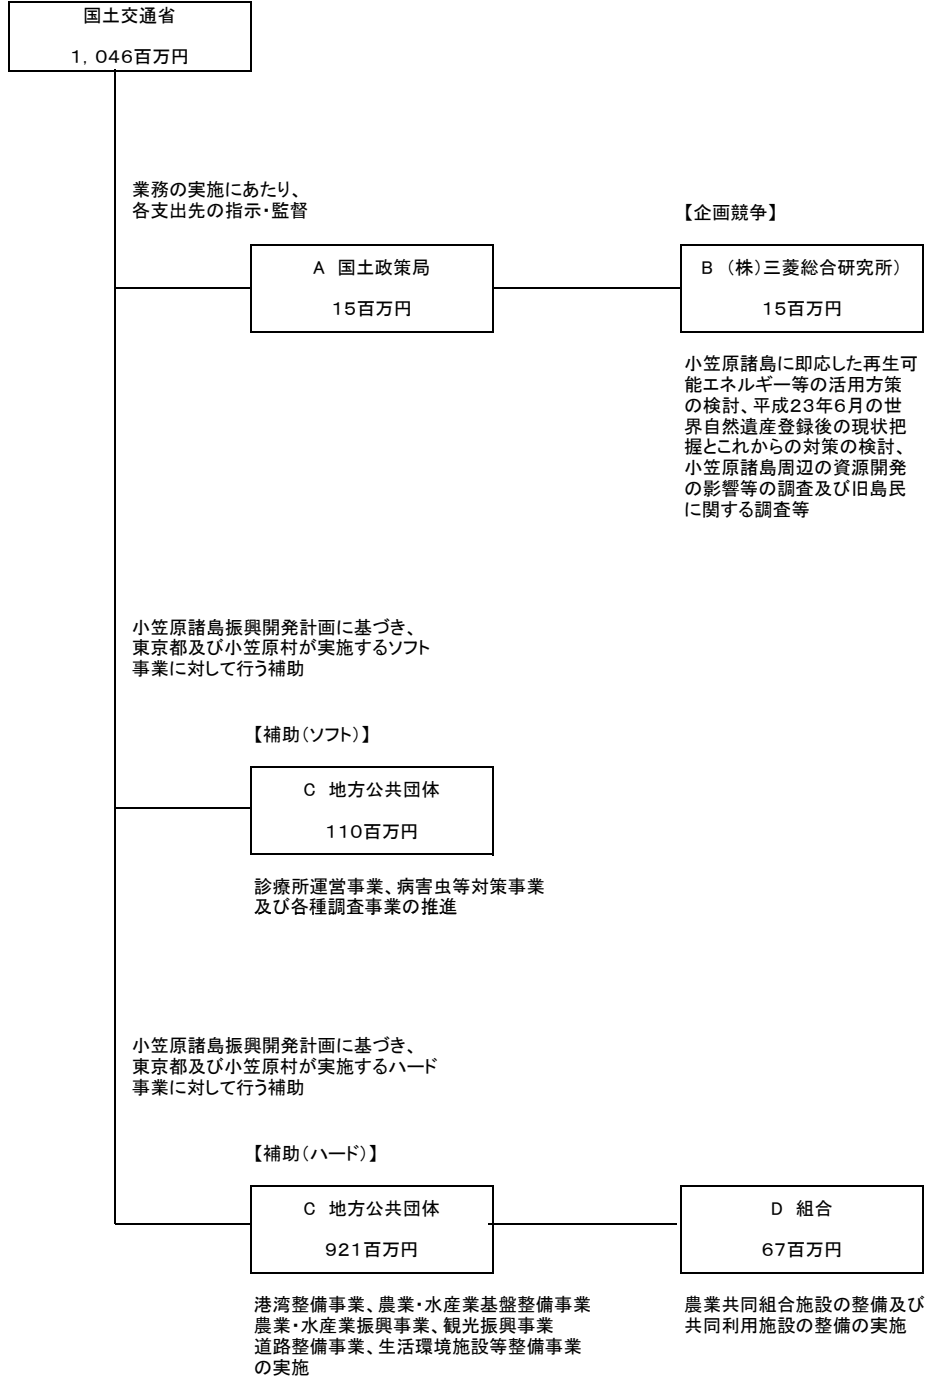 国土交通省
１，０４６百万円
業務の実施にあたり、
各支出先の指示・監督
【企画競争】
Ａ　国土政策局
１５百万円
Ｂ　（株）三菱総合研究所）
１５百万円
小笠原諸島に即応した再生可
能エネルギー等の活用方策
の検討、平成２３年６月の世
界自然遺産登録後の現状把
握とこれからの対策の検討、
小笠原諸島周辺の資源開発
の影響等の調査及び旧島民
に関する調査等
小笠原諸島振興開発計画に基づき、
東京都及び小笠原村が実施するソフト
事業に対して行う補助
【補助（ソフト）】
Ｃ　地方公共団体
１１０百万円
診療所運営事業、病害虫等対策事業
及び各種調査事業の推進
小笠原諸島振興開発計画に基づき、
東京都及び小笠原村が実施するハード
事業に対して行う補助
【補助（ハード）】
Ｃ　地方公共団体
９２１百万円
Ｄ　組合
６７百万円
港湾整備事業、農業・水産業基盤整備事業
農業・水産業振興事業、観光振興事業
道路整備事業、生活環境施設等整備事業
の実施
農業共同組合施設の整備及び
共同利用施設の整備の実施